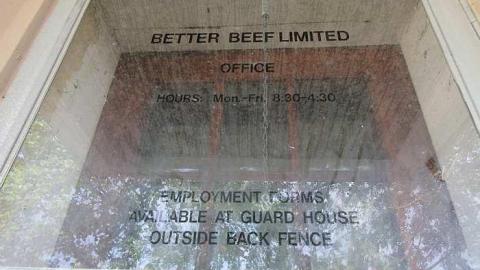 BETTER BEEF LIMITED
OFFICE
HOURS: MON.-FRI. 8:30-4:30
EMPLOYMENT FORMS
AVAILABLE AT GUARD HOUSE
OUTSIDE BACK FENCE